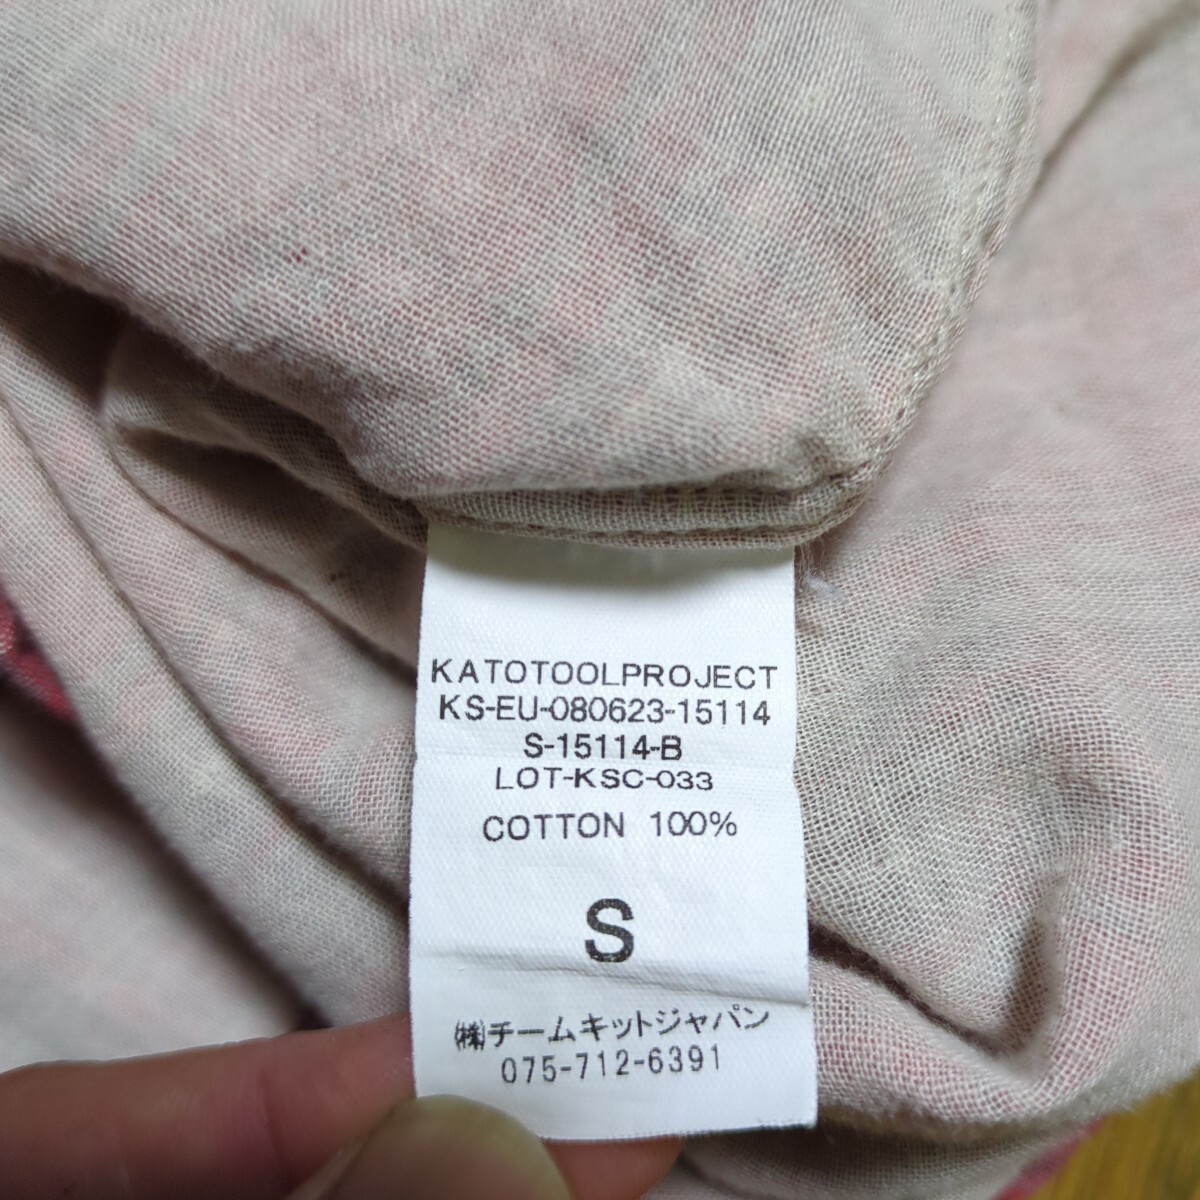 KATOTOOLPROJECT
KS-EU-080623-15114
S-15114-B
LOT-KSC-033
COTTON 100%
S
㈱チームキットジャパン
075-712-6391